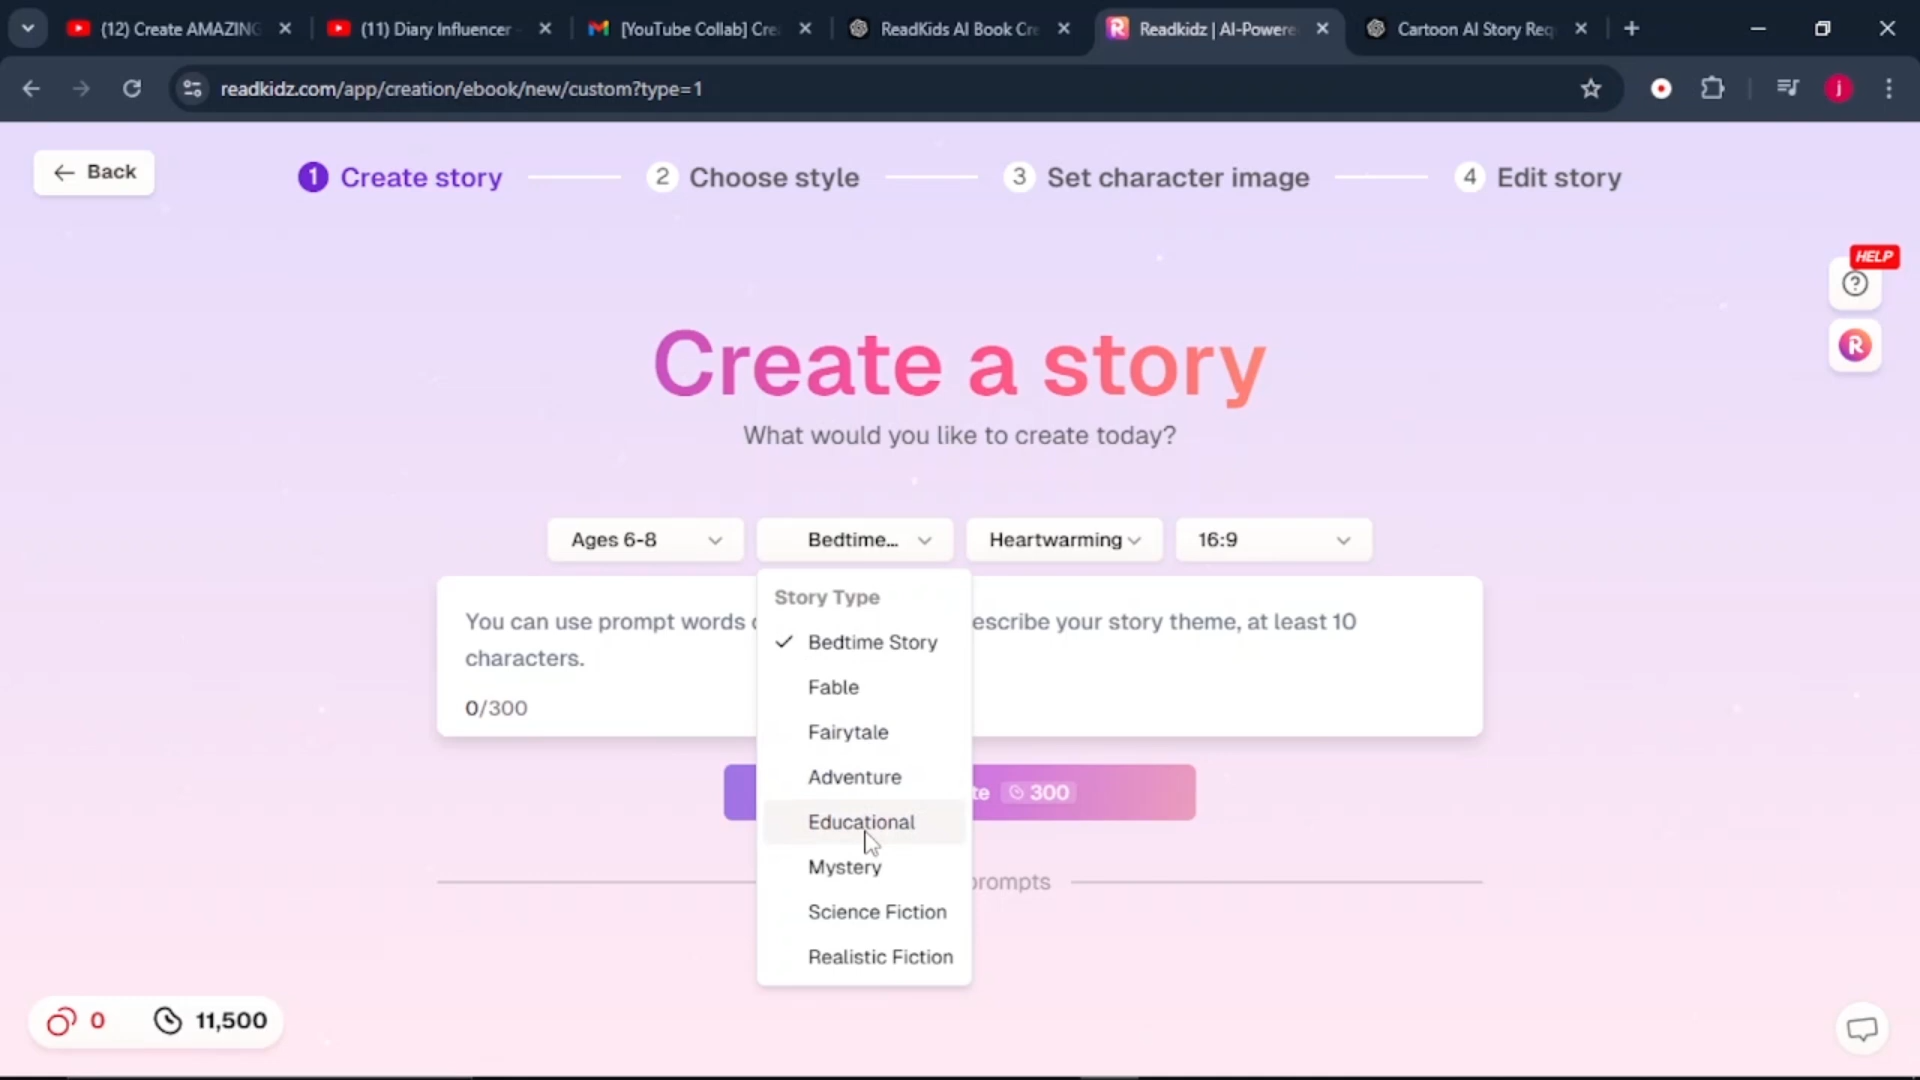 (12) Create AMAZING
(11) Diary Influencer -
[YouTube Collab] Cre
ReadKids AI Book Cre
Readkidz | AI-Powere
Cartoon AI Story Req
readkidz.com/app/creation/ebook/new/custom?type=1
j
Back
1 Create story
2 Choose style
3 Set character image
4 Edit story
HELP
?
R
Create a story
What would you like to create today?
Ages 6-8
Bedtime...
Heartwarming
16:9
You can use prompt words
escribe your story theme, at least 10
characters.
0/300
Story Type
Bedtime Story
Fable
Fairytale
Adventure
Educational
Mystery
Science Fiction
Realistic Fiction
te 300
prompts
0
11,500